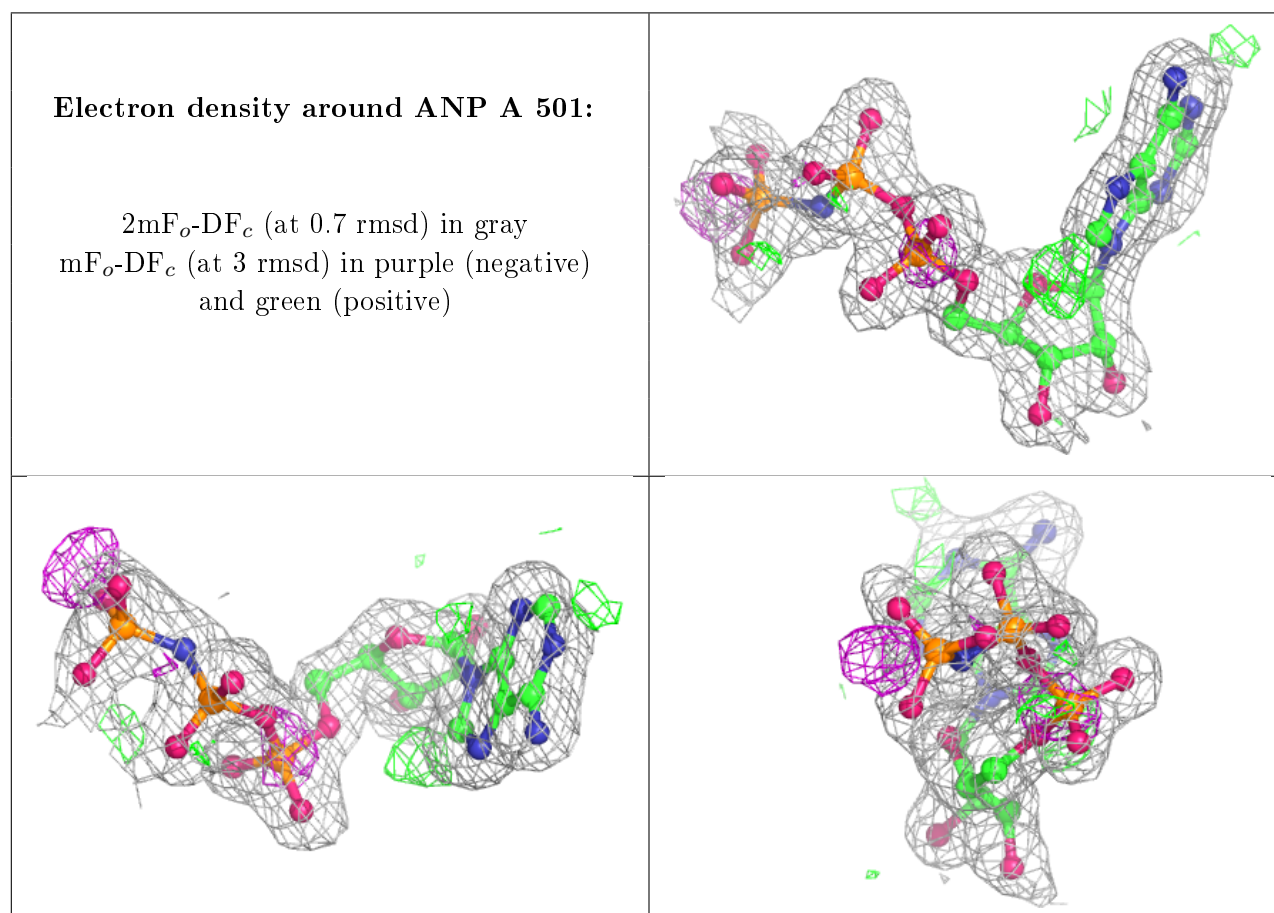 Electron density around ANP A 501:
2mFo-DFc (at 0.7 rmsd) in gray
mFo-DFc (at 3 rmsd) in purple (negative)
and green (positive)